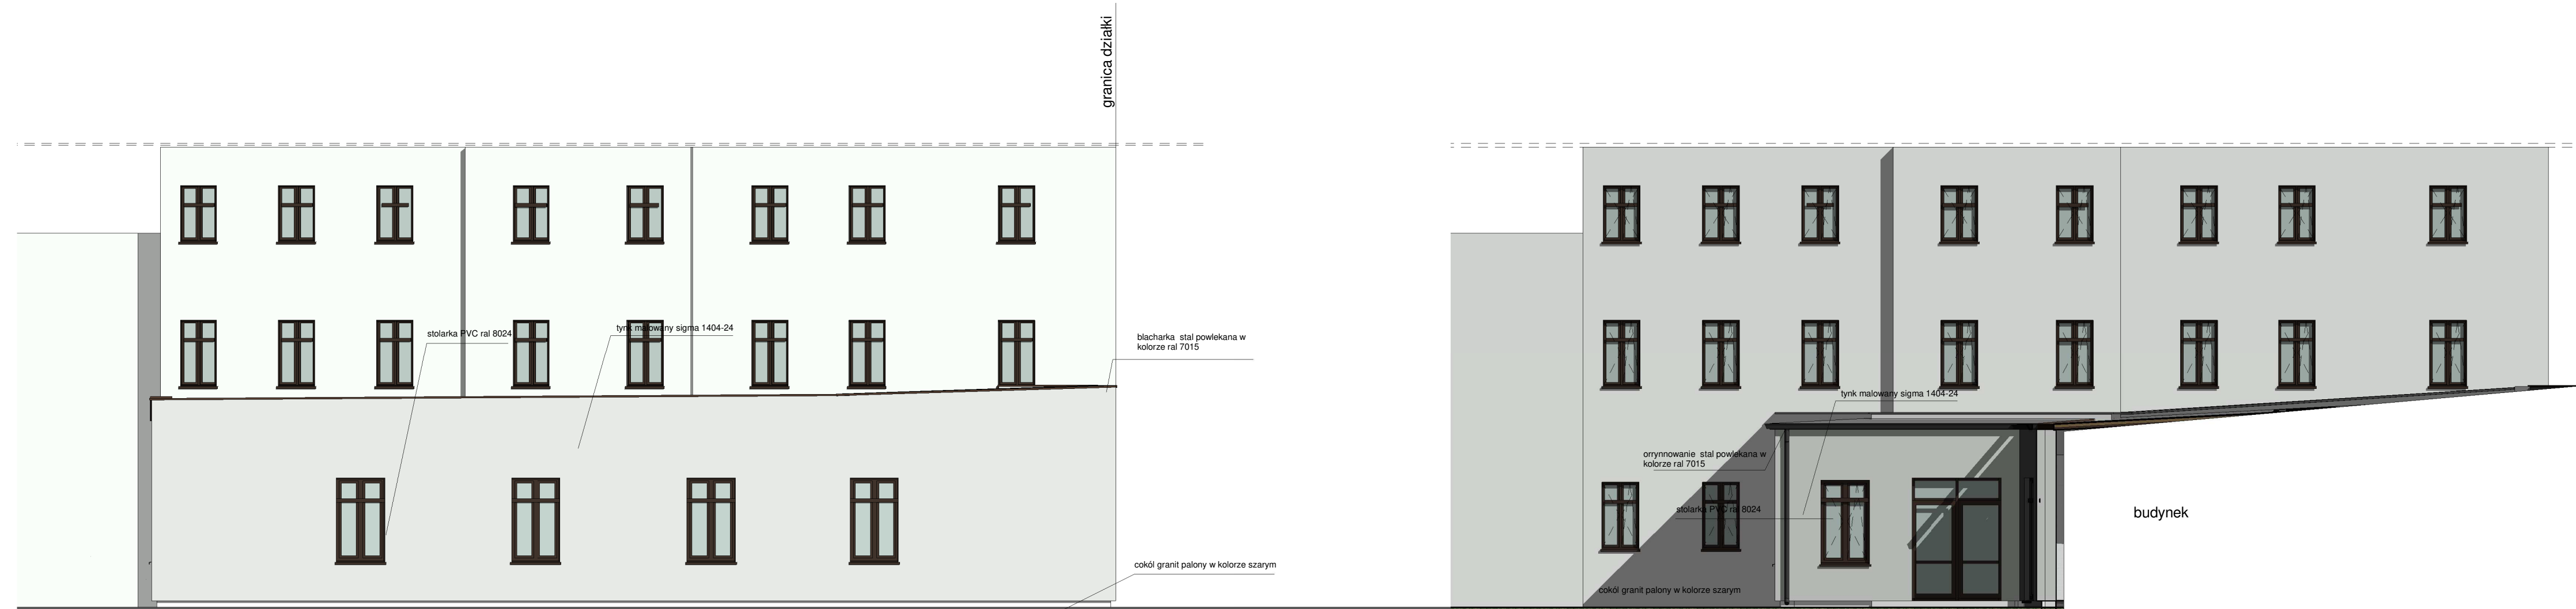 granica działki
stolarka PVC ral 8024
tynk malowany sigma 1404-24
blacharka stal powlekana w
kolorze ral 7015
cokól granit palony w kolorze szarym
tynk malowany sigma 1404-24
orrynnowanie stal powlekana w
kolorze ral 7015
stolarka PVC ral 8024
cokól granit palony w kolorze szarym
budynek